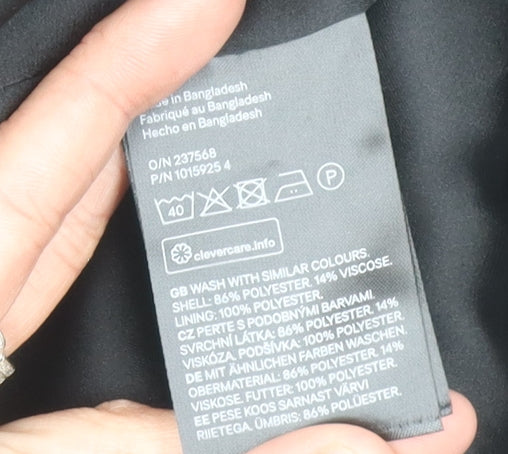 in Bangladesh
Fabriqué au Bangladesh
Hecho en Bangladesh
O/N 237568
P/N 1015925 4
40 P
clevercare.info
GB WASH WITH SIMILAR COLOURS.
SHELL: 86% POLYESTER. 14% VISCOSE.
LINING: 100% POLYESTER.
CZ PERTE S PODOBNÝMI BARVAMI.
SVRCHNÍ LÁTKA: 86% POLYESTER. 14%
VISKÓZA. PODŠÍVKA: 100% POLYESTER.
DE MIT ÄHNLICHEN FARBEN WASCHEN.
OBERMATERIAL: 86% POLYESTER. 14%
VISKOSE. FUTTER: 100% POLYESTER.
EE PESE KOOS SARNAST VÄRVI
RIIETEGA. ÜMBRIS: 86% POLÜESTER.